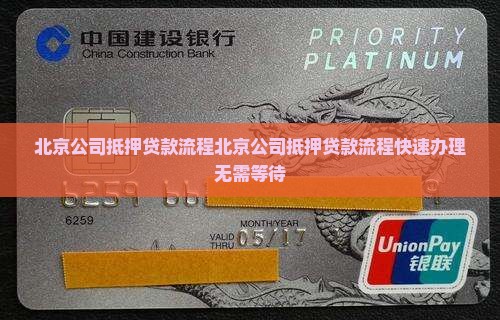 中国建设银行
China Construction Bank
PRIORITY
PLATINUM
北京公司抵押贷款流程北京公司抵押贷款流程快速办理
无需等待
6259
6259
MONTH/YEAR
VALID
THRU
05/17
UnionPay
银联